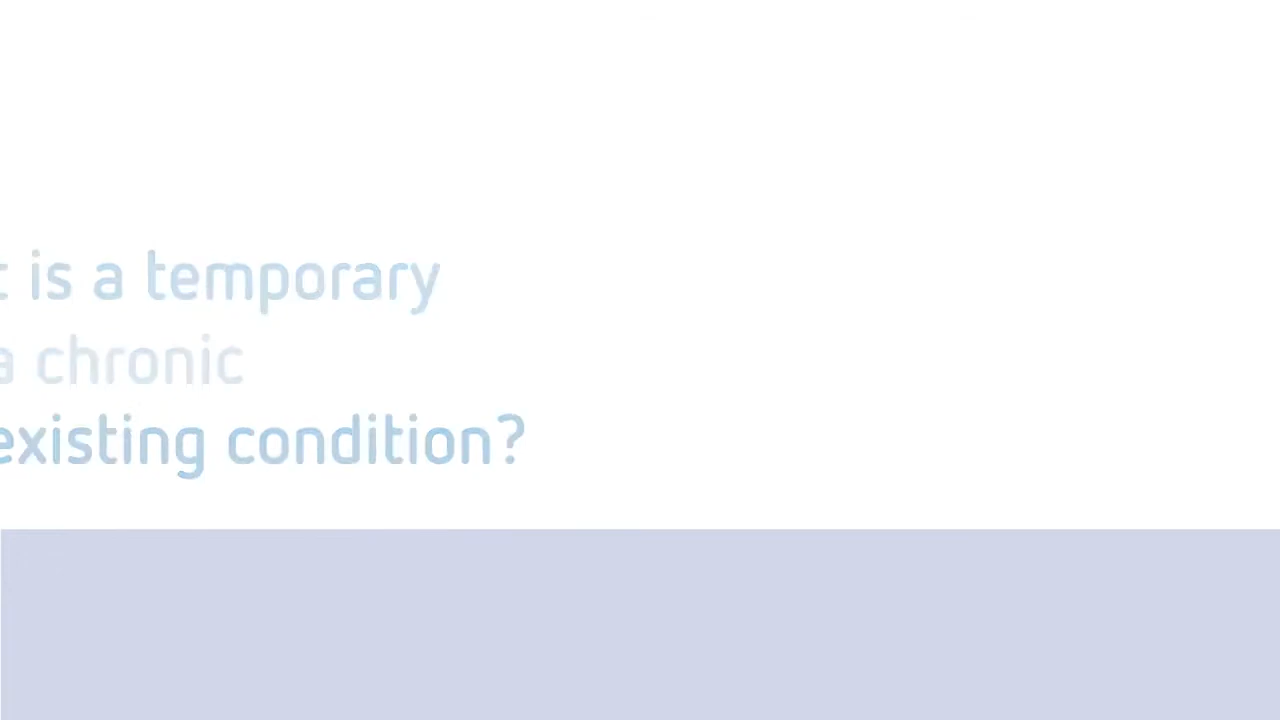 t is a temporary
a chronic
existing condition?